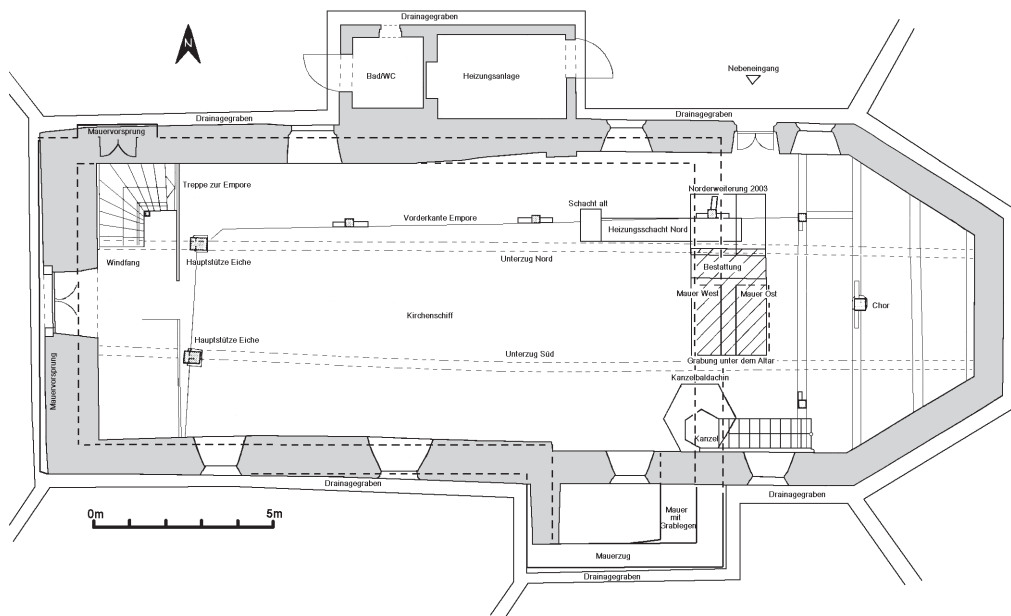 Drainagegraben
N
Bad/WC
Heizungsanlage
Nebeneingang
Drainagegraben
Drainagegraben
Mauervorsprung
Treppe zur Empore
Norderweiterung 2003
Schacht alt
Vorderkante Empore
Heizungsschacht Nord
Windfang
Hauptstütze Eiche
Unterzug Nord
Bestattung
Mauer West
Mauer Ost
Chor
Kirchenschiff
Hauptstütze Eiche
Unterzug Süd
Grabung unter dem Altar
Mauervorsprung
Kanzelbaldachin
Kanzel
Drainagegraben
Drainagegraben
0m
5m
Mauer
mit
Grablegen
Mauerzug
Drainagegraben